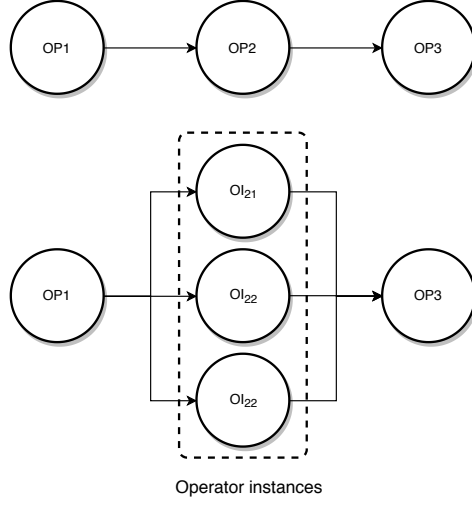 OP1 OP2 OP3
OI₂₁
OP1 OI₂₂ OP3
OI₂₂
Operator instances